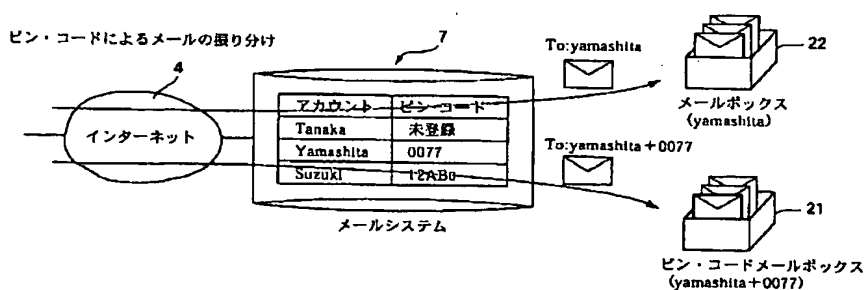 ピン・コードによるメールの振り分け
4
インターネット
7
アカウント ピン・コード
Tanaka 未登録
Yamashita 0077
Suzuki
メールシステム
To:yamashita
22
メールボックス
(yamashita)
To:yamashita+0077
21
ピン・コードメールボックス
(yamashita+0077)